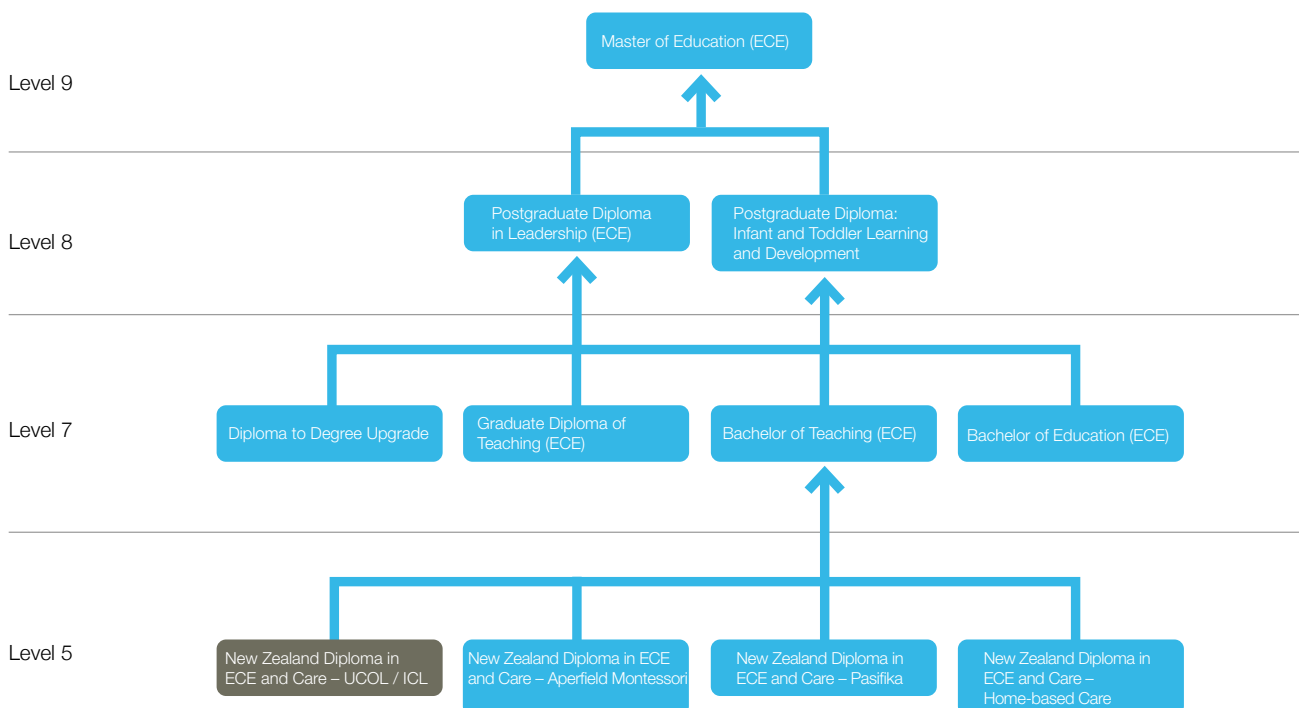 Master of Education (ECE)
Level 9
Postgraduate Diploma
in Leadership (ECE)
Postgraduate Diploma:
Infant and Toddler Learning
and Development
Level 8
Level 7
Diploma to Degree Upgrade
Graduate Diploma of
Teaching (ECE)
Bachelor of Teaching (ECE)
Bachelor of Education (ECE)
Level 5
New Zealand Diploma in
ECE and Care – UCOL / ICL
New Zealand Diploma in ECE
and Care – Aperfield Montessori
New Zealand Diploma in
ECE and Care – Pasifika
New Zealand Diploma in
ECE and Care –
Home-based Care